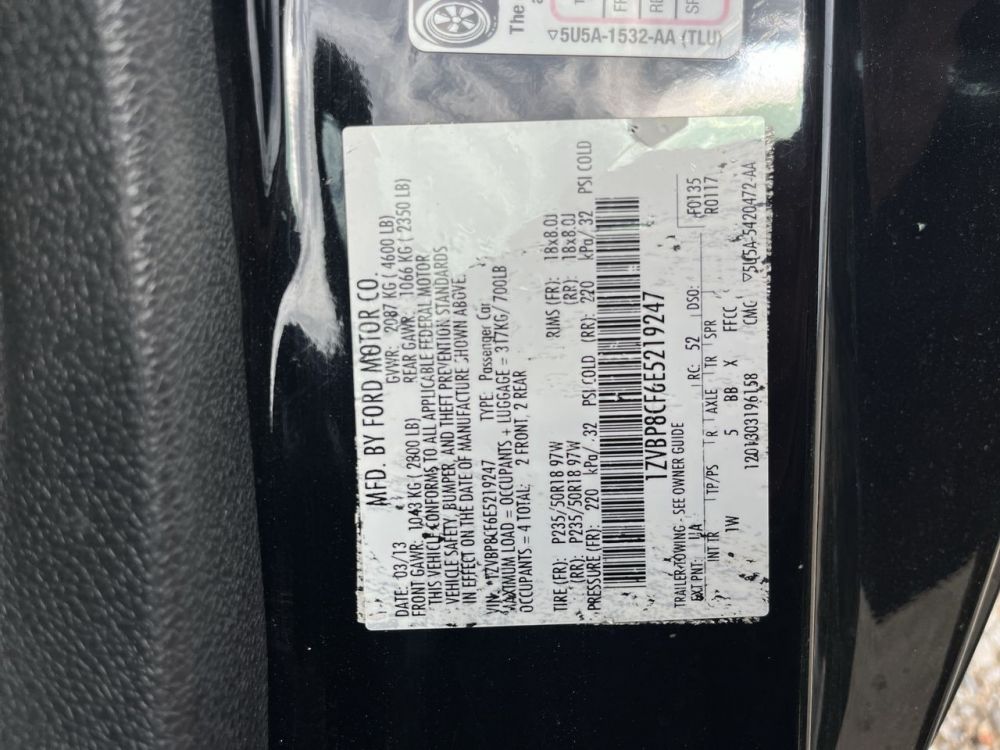 The
a
T
FR
RE
SP
▽5U5A-1532-AA (TLU)
MFD. BY FORD MOTOR CO.
DATE: 03/13 GVWR: 2087 KG ( 4600 LB)
FRONT GAWR: 1043 KG ( 2300 LB) REAR GAWR: 1066 KG ( 2350 LB)
THIS VEHICLE CONFORMS TO ALL APPLICABLE FEDERAL MOTOR
VEHICLE SAFETY, BUMPER, AND THEFT PREVENTION STANDARDS
IN EFFECT ON THE DATE OF MANUFACTURE SHOWN ABOVE.
VIN: 1ZVBP8CF6E5219247 TYPE: Passenger Car
MAXIMUM LOAD = OCCUPANTS + LUGGAGE = 317KG/ 700LB
OCCUPANTS = 4 TOTAL: 2 FRONT, 2 REAR
TIRE (FR): P235/50R18 97W RIMS (FR): 18x8.0J
(RR): P235/50R18 97W (RR): 18x8.0J
PRESSURE (FR): 220 kPa/ 32 PSI COLD (RR): 220 kPa/ 32 PSI COLD
1ZVBP8CF6E5219247
TRAILER TOWING - SEE OWNER GUIDE
F0135
R0117
EXT PNT: UA RC: 52 DSO:
INT TR TP/PS R AXLE TR SPR
1W 5 BB X FFCC
1201303196158 CMC ▽5U5A-5420472-AA